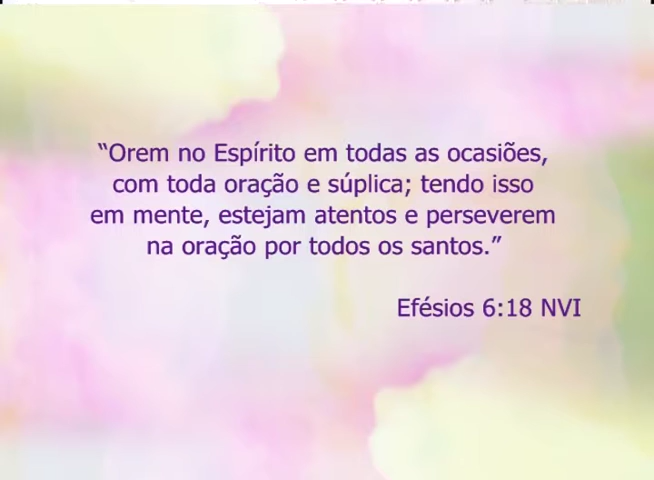 “Orem no Espírito em todas as ocasiões,
com toda oração e súplica; tendo isso
em mente, estejam atentos e perseverem
na oração por todos os santos.”
Efésios 6:18 NVI